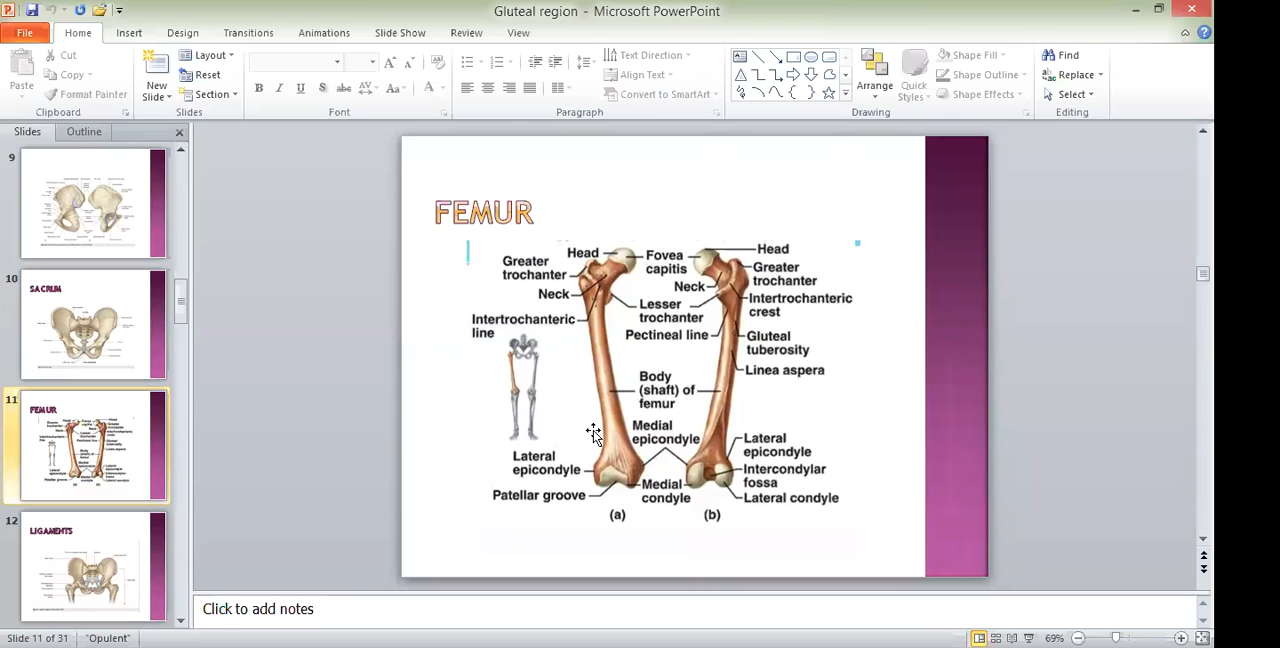 Gluteal region - Microsoft PowerPoint
File Home Insert Design Transitions Animations Slide Show Review View
Cut
Copy
Format Painter
Paste
Clipboard
New
Slide
Layout
Reset
Section
Slides
Font
Text Direction
Align Text
Convert to SmartArt
Paragraph
Arrange
Quick
Styles
Shape Fill
Shape Outline
Shape Effects
Drawing
Find
Replace
Select
Editing
Slides Outline
9
10
SACRUM
11
FEMUR
12
LIGAMENTS
FEMUR
Head
Greater
trochanter
Neck
Intertrochanteric
line
Fovea
capitis
Neck
Lesser
trochanter
Pectineal line
Head
Greater
trochanter
Intertrochanteric
crest
Gluteal
tuberosity
Linea aspera
Body
(shaft) of
femur
Medial
epicondyle
Lateral
epicondyle
Patellar groove
Medial
condyle
Lateral
epicondyle
Intercondylar
fossa
Lateral condyle
(a) (b)
Click to add notes
Slide 11 of 31 "Opulent" 69%